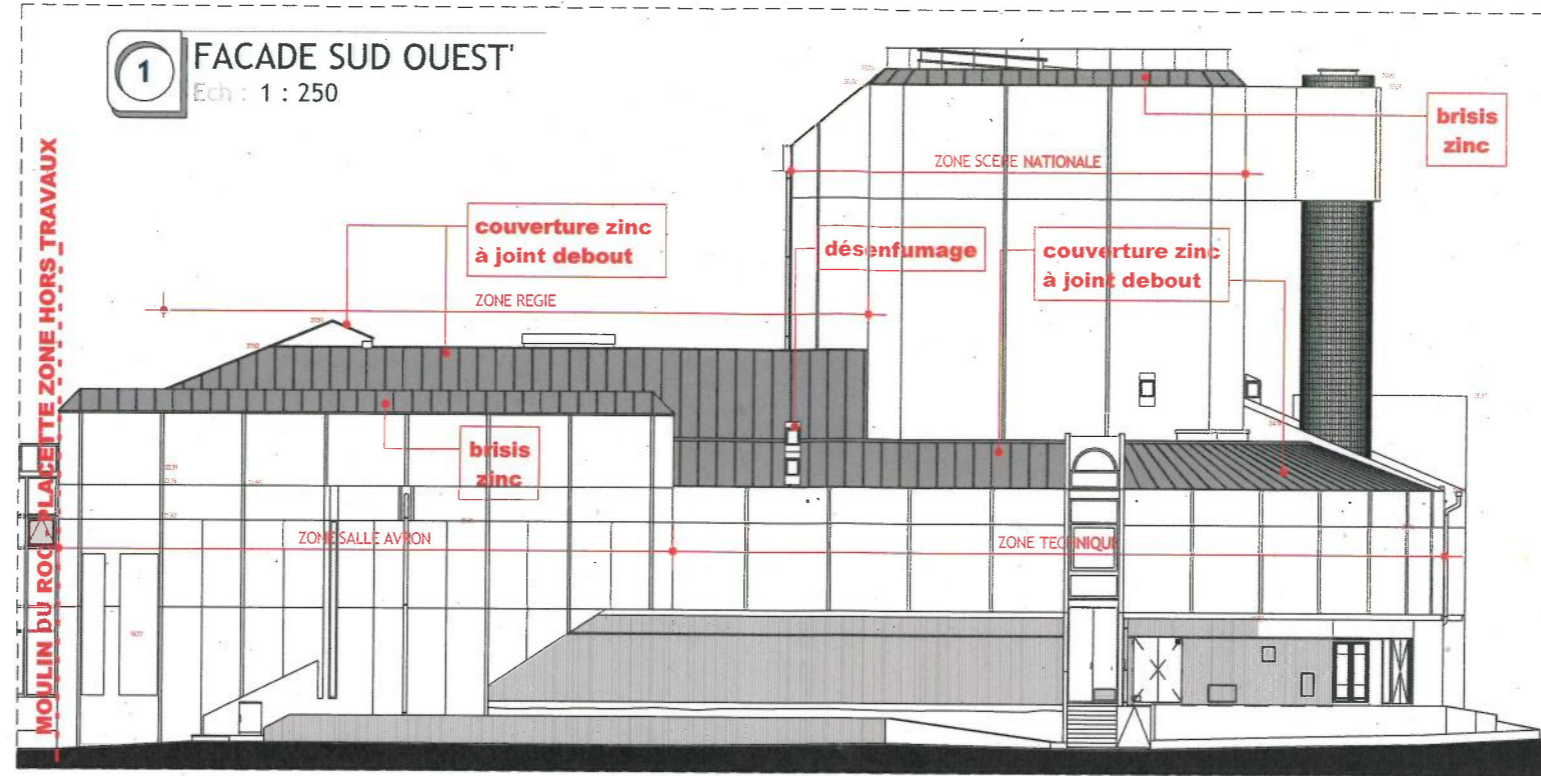 1
FACADE SUD OUEST'
Ech : 1 : 250
brisis
zinc
ZONE SCENE NATIONALE
couverture zinc
à joint debout
désenfumage
couverture zinc
à joint debout
ZONE REGIE
brisis
zinc
ZONE SALLE AVRON
ZONE TECHNIQUE
MOULIN DU ROC PLACETTE ZONE HORS TRAVAUX